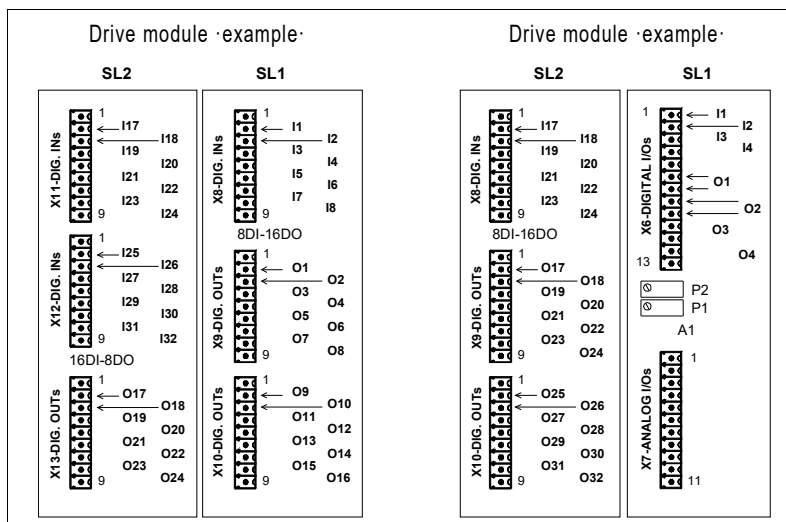 Drive module ·example·
SL2
SL1
X11-DIG. INs
1
I17
I18
I19
I20
I21
I22
I23
I24
9
X12-DIG. INs
1
I25
I26
I27
I28
I29
I30
I31
I32
9
16DI-8DO
X13-DIG. OUTs
1
O17
O18
O19
O20
O21
O22
O23
O24
9
X8-DIG. INs
1
I1
I2
I3
I4
I5
I6
I7
I8
9
8DI-16DO
X9-DIG. OUTs
1
O1
O2
O3
O4
O5
O6
O7
O8
9
X10-DIG. OUTs
1
O9
O10
O11
O12
O13
O14
O15
O16
9
Drive module ·example·
SL2
SL1
X8-DIG. INs
1
I17
I18
I19
I20
I21
I22
I23
I24
9
8DI-16DO
X9-DIG. OUTs
1
O17
O18
O19
O20
O21
O22
O23
O24
9
X10-DIG. OUTs
1
O25
O26
O27
O28
O29
O30
O31
O32
9
X6-DIGITAL I/Os
1
I1
I2
I3
I4
O1
O2
O3
O4
13
P2
P1
A1
X7-ANALOG I/Os
1
11